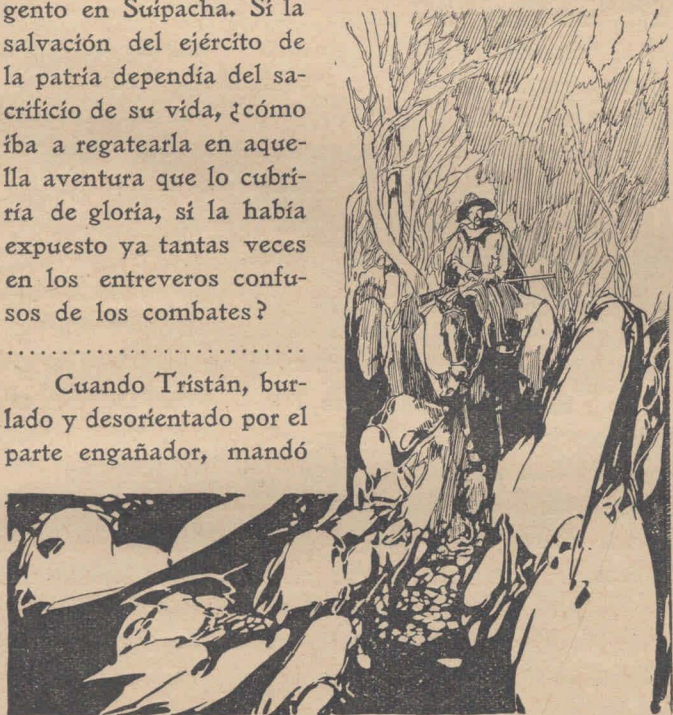 gento en Suipacha. Si la
salvación del ejército de
la patria dependía del sa-
crificio de su vida, ¿cómo
iba a regatearla en aque-
lla aventura que lo cubri-
ría de gloria, si la había
expuesto ya tantas veces
en los entreveros confu-
sos de los combates?
..............................
Cuando Tristán, bur-
lado y desorientado por el
parte engañador, mandó